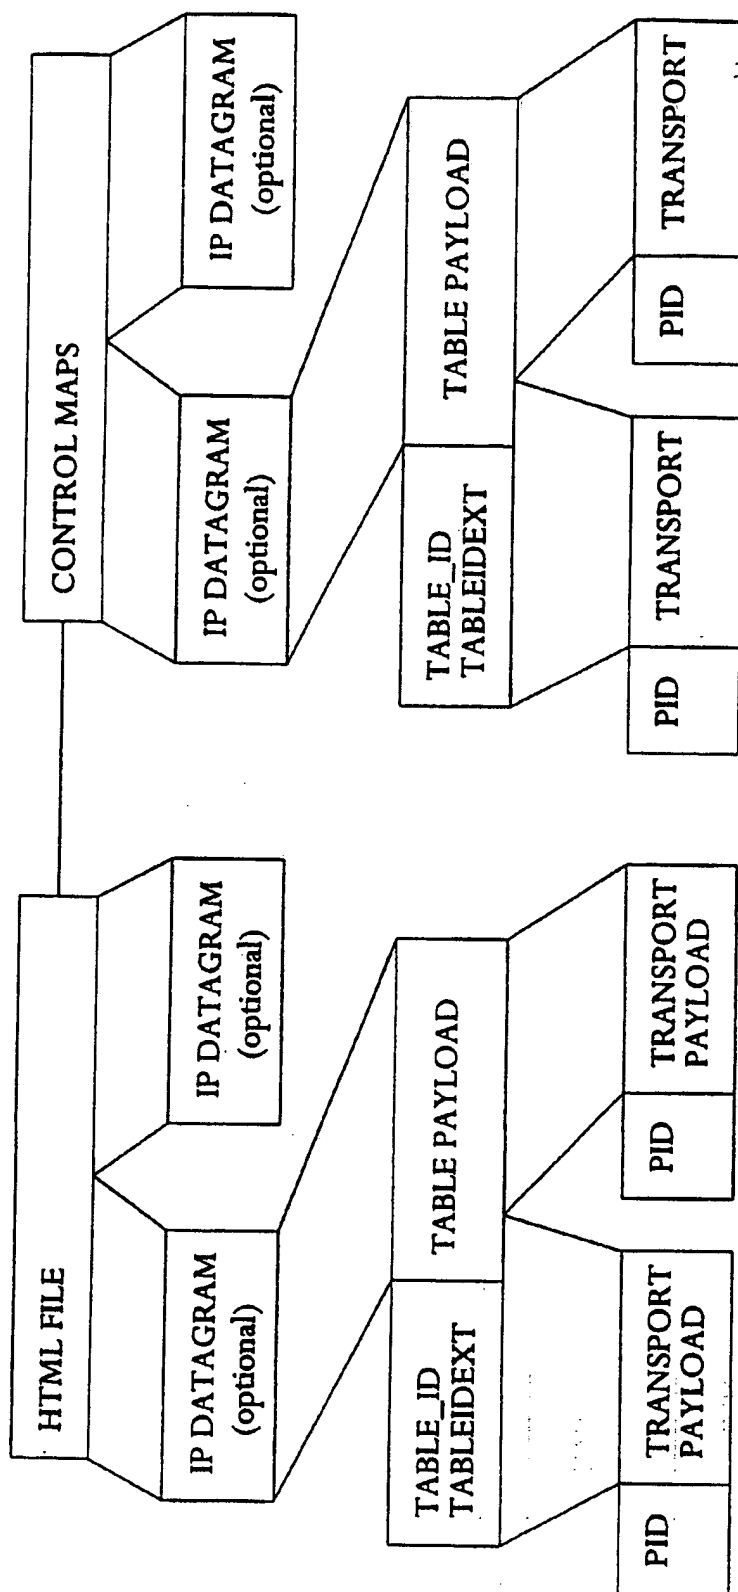 HTML FILE
CONTROL MAPS
IP DATAGRAM
(optional)
IP DATAGRAM
(optional)
IP DATAGRAM
(optional)
IP DATAGRAM
(optional)
TABLE_ID
TABLEIDEXT
TABLE PAYLOAD
TABLE_ID
TABLEIDEXT
TABLE PAYLOAD
PID
TRANSPORT
PAYLOAD
PID
TRANSPORT
PAYLOAD
PID
TRANSPORT
PID
TRANSPORT